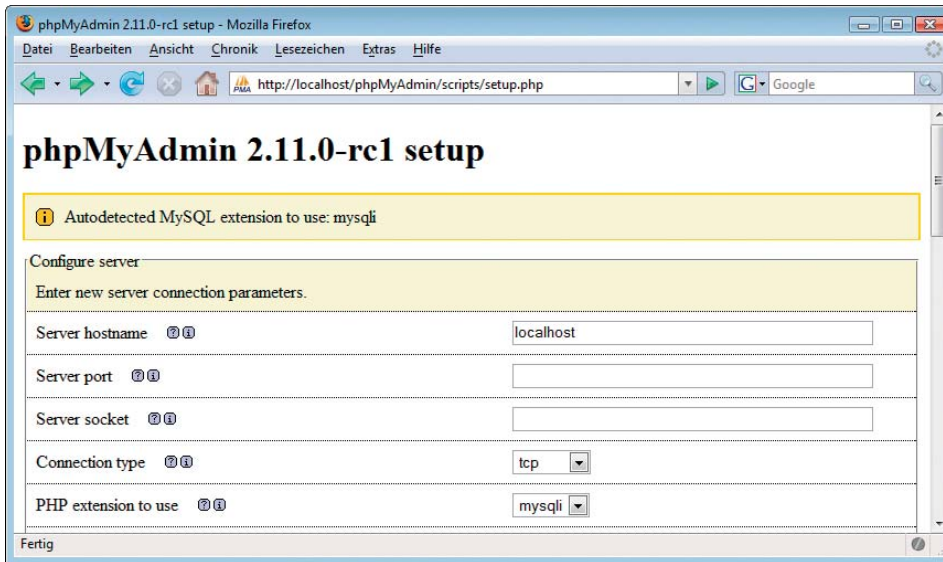 phpMyAdmin 2.11.0-rc1 setup - Mozilla Firefox
Datei Bearbeiten Ansicht Chronik Lesezeichen Extras Hilfe
PMA http://localhost/phpMyAdmin/scripts/setup.php G Google
phpMyAdmin 2.11.0-rc1 setup
i Autodetected MySQL extension to use: mysqli
Configure server
Enter new server connection parameters.
Server hostname ? i localhost
Server port ? i
Server socket ? i
Connection type ? i tcp
PHP extension to use ? i mysqli
Fertig